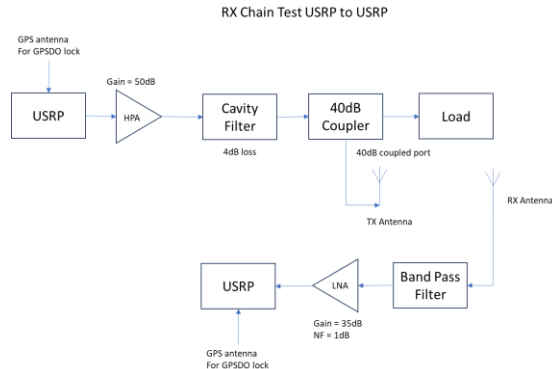 RX Chain Test USRP to USRP
GPS antenna
For GPSDO lock
Gain = 50dB
USRP
HPA
Cavity
Filter
40dB
Coupler
Load
4dB loss
40dB coupled port
TX Antenna
RX Antenna
USRP
LNA
Band Pass
Filter
Gain = 35dB
NF = 1dB
GPS antenna
For GPSDO lock